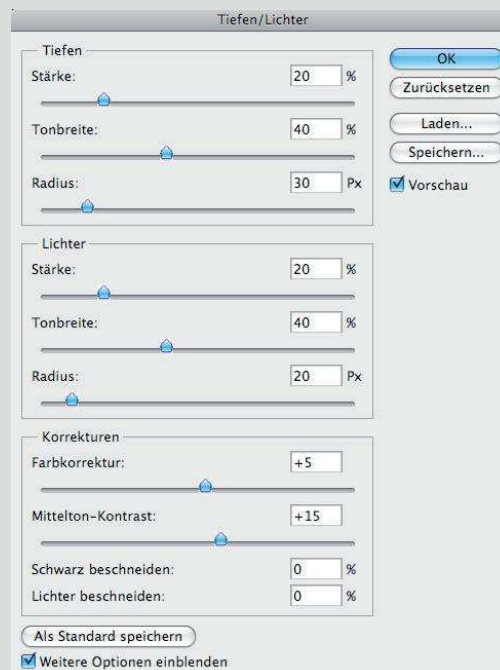 Tiefen/Lichter
Tiefen
Stärke: 20 %
Tonbreite: 40 %
Radius: 30 Px
Lichter
Stärke: 20 %
Tonbreite: 40 %
Radius: 20 Px
Korrekturen
Farbkorrektur: +5
Mittelton-Kontrast: +15
Schwarz beschneiden: 0 %
Lichter beschneiden: 0 %
Als Standard speichern
Weitere Optionen einblenden
OK
Zurücksetzen
Laden...
Speichern...
Vorschau